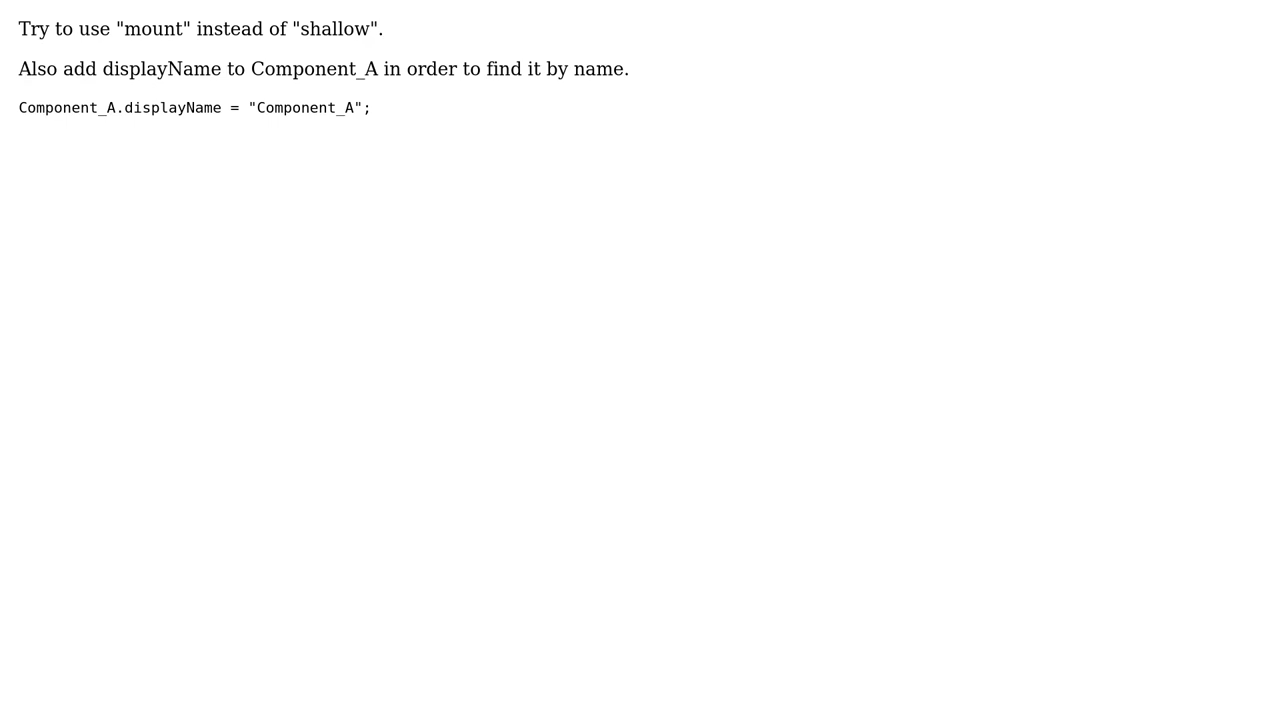 Try to use "mount" instead of "shallow".
Also add displayName to Component_A in order to find it by name.
Component_A.displayName = "Component_A";